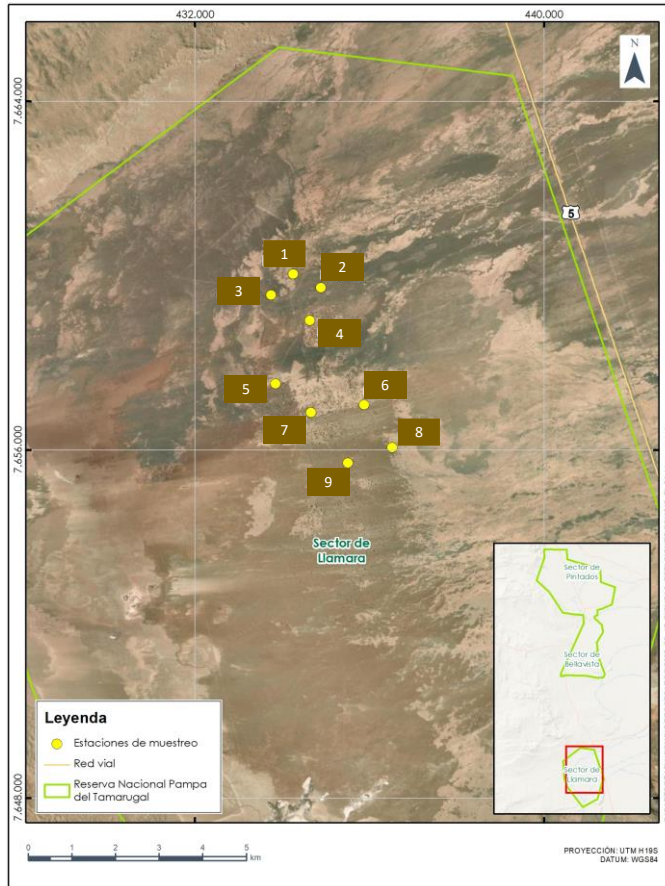 432.000
440.000
N
7.664.000
5
1
2
3
4
5
6
7
8
9
7.656.000
Sector de
Llamara
Sector de
Pintados
Sector de
Bellavista
Sector de
Llamara
Leyenda
Estaciones de muestreo
Red vial
Reserva Nacional Pampa
del Tamarugal
7.648.000
0 1 2 3 4 5
km
PROYECCIÓN: UTM H19S
DATUM: WGS84